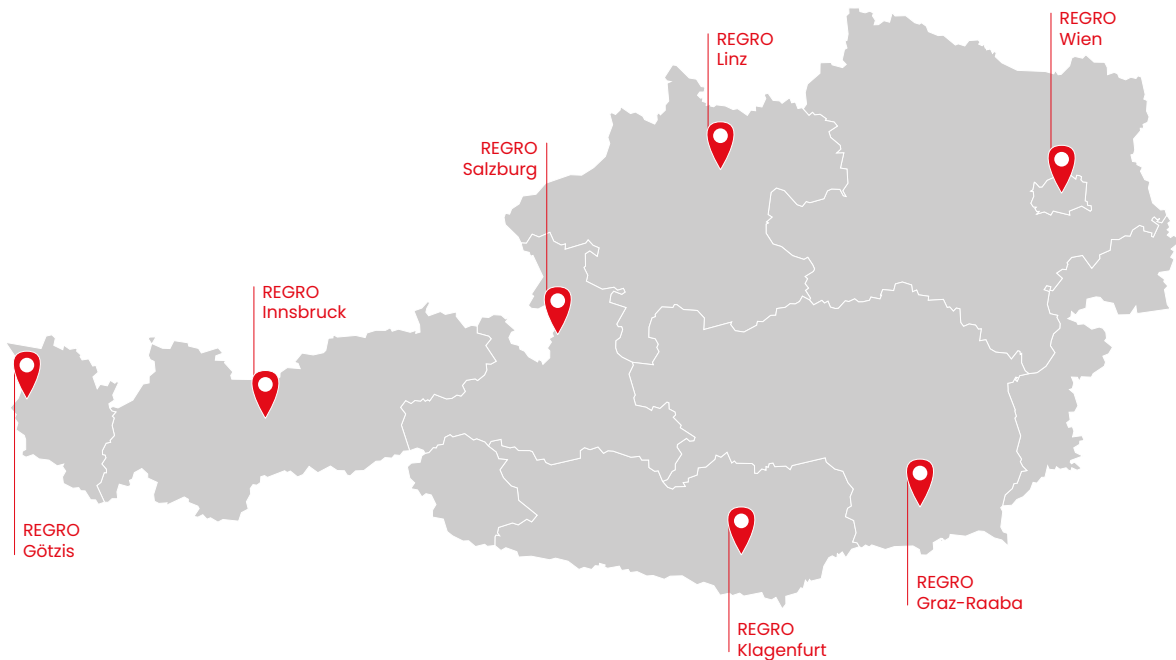 REGRO
Wien
REGRO
Linz
REGRO
Salzburg
REGRO
Innsbruck
REGRO
Götzis
REGRO
Graz-Raaba
REGRO
Klagenfurt